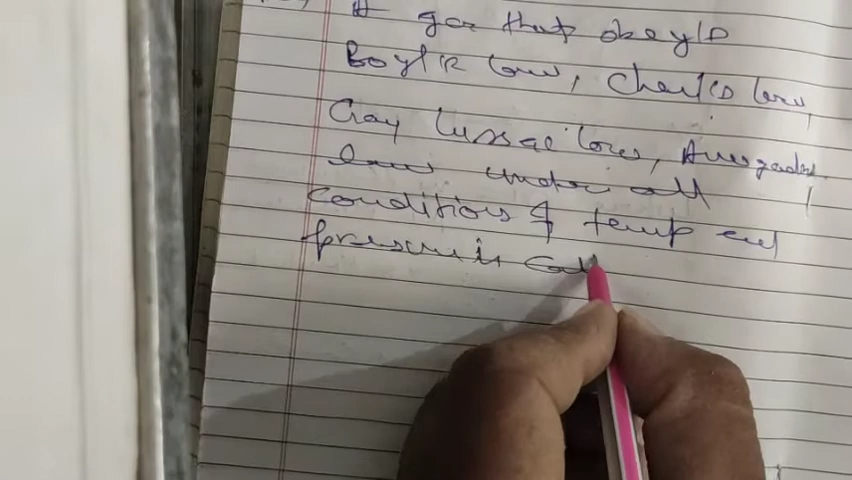 A gas that obeys
Boyle law, Charles law,
Gay Lussac law, Avogadro
law under all
conditions of temp and
pressure is call